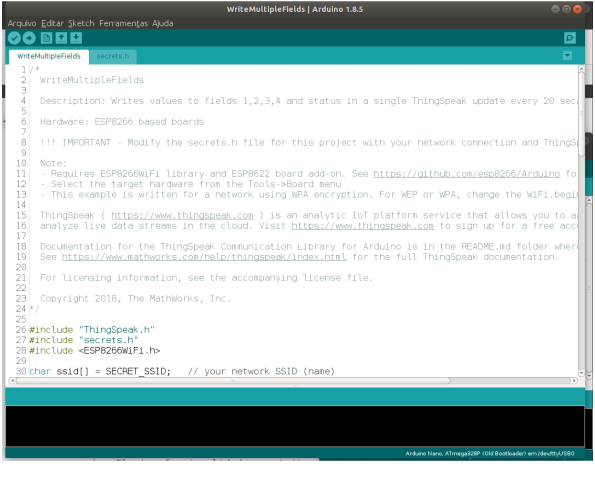 WriteMultipleFields | Arduino 1.8.5
Arquivo Editar Sketch Ferramentas Ajuda
WriteMultipleFields secrets.h
1 /*
2 WriteMultipleFields
3
4 Description: Writes values to fields 1,2,3,4 and status in a single ThingSpeak update every 20 sec
5
6 Hardware: ESP8266 based boards
7
8 !!! IMPORTANT - Modify the secrets.h file for this project with your network connection and ThingSp
9
10 Note:
11 - Requires ESP8266WiFi library and ESP8622 board add-on. See https://github.com/esp8266/Arduino fo
12 - Select the target hardware from the Tools->Board menu
13 - This example is written for a network using WPA encryption. For WEP or WPA, change the WiFi.begin
14
15 ThingSpeak ( https://www.thingspeak.com ) is an analytic IoT platform service that allows you to a
16 analyze live data streams in the cloud. Visit https://www.thingspeak.com to sign up for a free acc
17
18 Documentation for the ThingSpeak Communication Library for Arduino is in the README.md folder wher
19 See https://www.mathworks.com/help/thingspeak/index.html for the full ThingSpeak documentation.
20
21 For licensing information, see the accompanying license file.
22
23 Copyright 2018, The MathWorks, Inc.
24 */
25
26 #include "ThingSpeak.h"
27 #include "secrets.h"
28 #include <ESP8266WiFi.h>
29
30 char ssid[] = SECRET_SSID; // your network SSID (name)
Arduino Nano, ATmega328P (Old Bootloader) em /dev/ttyUSB0